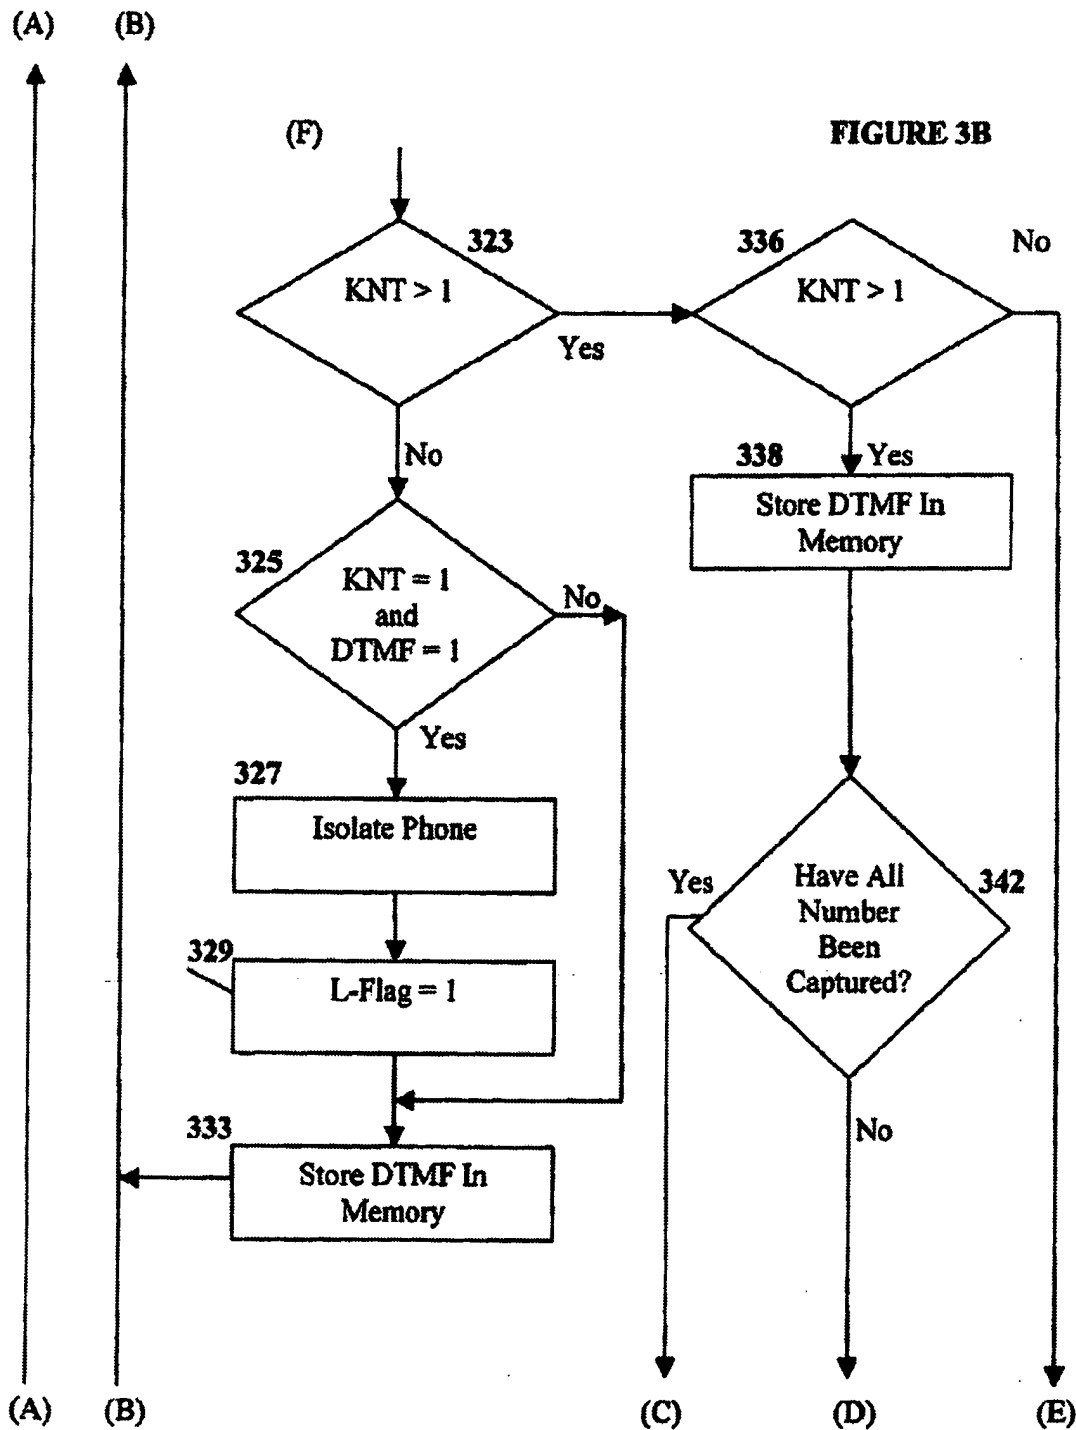 (A)
(B)
(F)
FIGURE 3B
323
KNT > 1
Yes
336
KNT > 1
No
No
338
Yes
Store DTMF In
Memory
325
KNT = 1
and
DTMF = 1
No
Yes
327
Isolate Phone
329
L-Flag = 1
333
Store DTMF In
Memory
Yes
342
Have All
Number
Been
Captured?
No
(A)
(B)
(C)
(D)
(E)